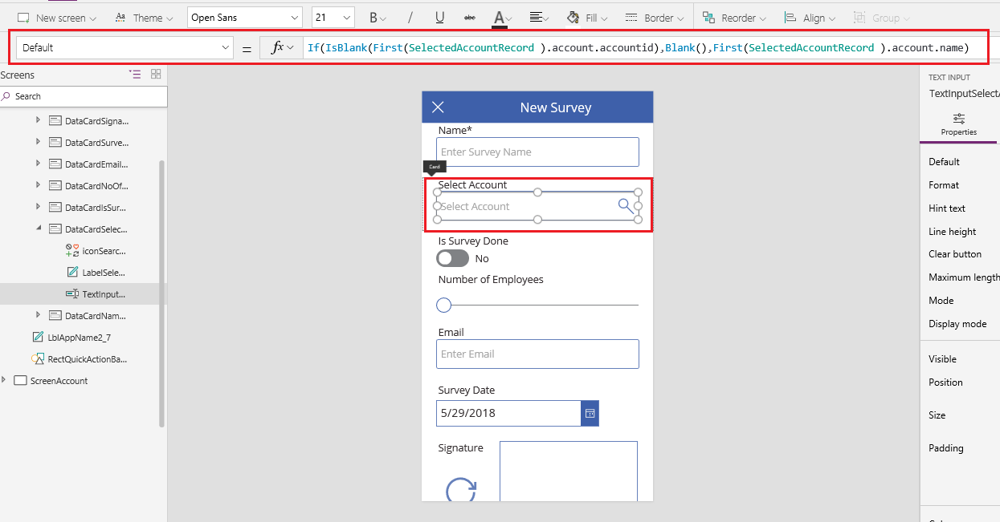 New screen Theme Open Sans 21 B / U abc A Fill Border Reorder Align Group
Default = fx If(IsBlank(First(SelectedAccountRecord ).account.accountid),Blank(),First(SelectedAccountRecord ).account.name)
Screens
Search
DataCardSigna...
DataCardSurve...
DataCardEmail...
DataCardNoOf...
DataCardIsSur...
DataCardSelec...
iconSearc...
LabelSele...
TextInput...
DataCardNam...
LblAppName2_7
RectQuickActionBa...
ScreenAccount
New Survey
Name*
Enter Survey Name
Card
Select Account
Select Account
Is Survey Done
No
Number of Employees
Email
Enter Email
Survey Date
5/29/2018
Signature
TEXT INPUT
TextInputSelectA
Properties
Default
Format
Hint text
Line height
Clear button
Maximum length
Mode
Display mode
Visible
Position
Size
Padding